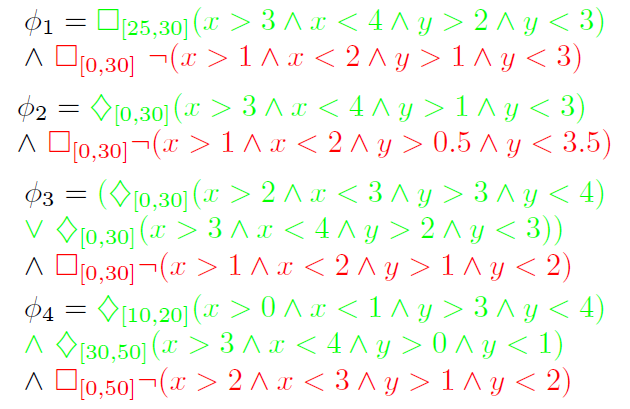 ϕ₁ = □[25,30](x > 3 ∧ x < 4 ∧ y > 2 ∧ y < 3)
∧ □[0,30] ¬(x > 1 ∧ x < 2 ∧ y > 1 ∧ y < 3)
ϕ₂ = ◇[0,30](x > 3 ∧ x < 4 ∧ y > 1 ∧ y < 3)
∧ □[0,30]¬(x > 1 ∧ x < 2 ∧ y > 0.5 ∧ y < 3.5)
ϕ₃ = (◇[0,30](x > 2 ∧ x < 3 ∧ y > 3 ∧ y < 4)
∨ ◇[0,30](x > 3 ∧ x < 4 ∧ y > 2 ∧ y < 3))
∧ □[0,30]¬(x > 1 ∧ x < 2 ∧ y > 1 ∧ y < 2)
ϕ₄ = ◇[10,20](x > 0 ∧ x < 1 ∧ y > 3 ∧ y < 4)
∧ ◇[30,50](x > 3 ∧ x < 4 ∧ y > 0 ∧ y < 1)
∧ □[0,50]¬(x > 2 ∧ x < 3 ∧ y > 1 ∧ y < 2)